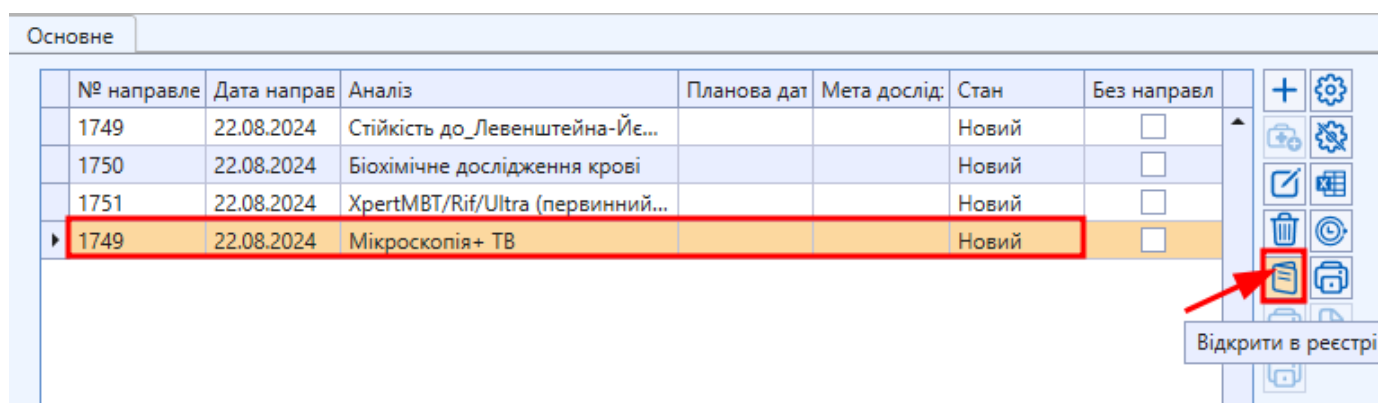 Основне
№ направле Дата направ Аналіз Планова дат Мета дослід: Стан Без направл
1749 22.08.2024 Стійкість до_Левенштейна-Йє... Новий
1750 22.08.2024 Біохімічне дослідження крові Новий
1751 22.08.2024 XpertMBT/Rif/Ultra (первинний... Новий
1749 22.08.2024 Мікроскопія+ ТВ Новий
Відкрити в реєстрі